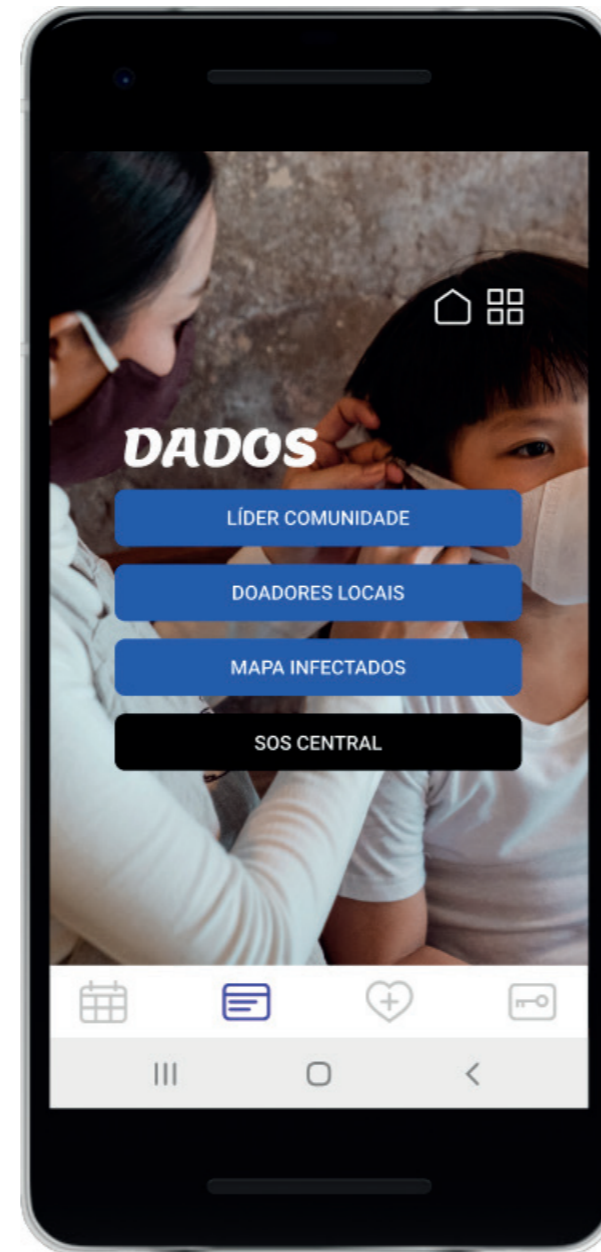 DADOS
LÍDER COMUNIDADE
DOADORES LOCAIS
MAPA INFECTADOS
SOS CENTRAL